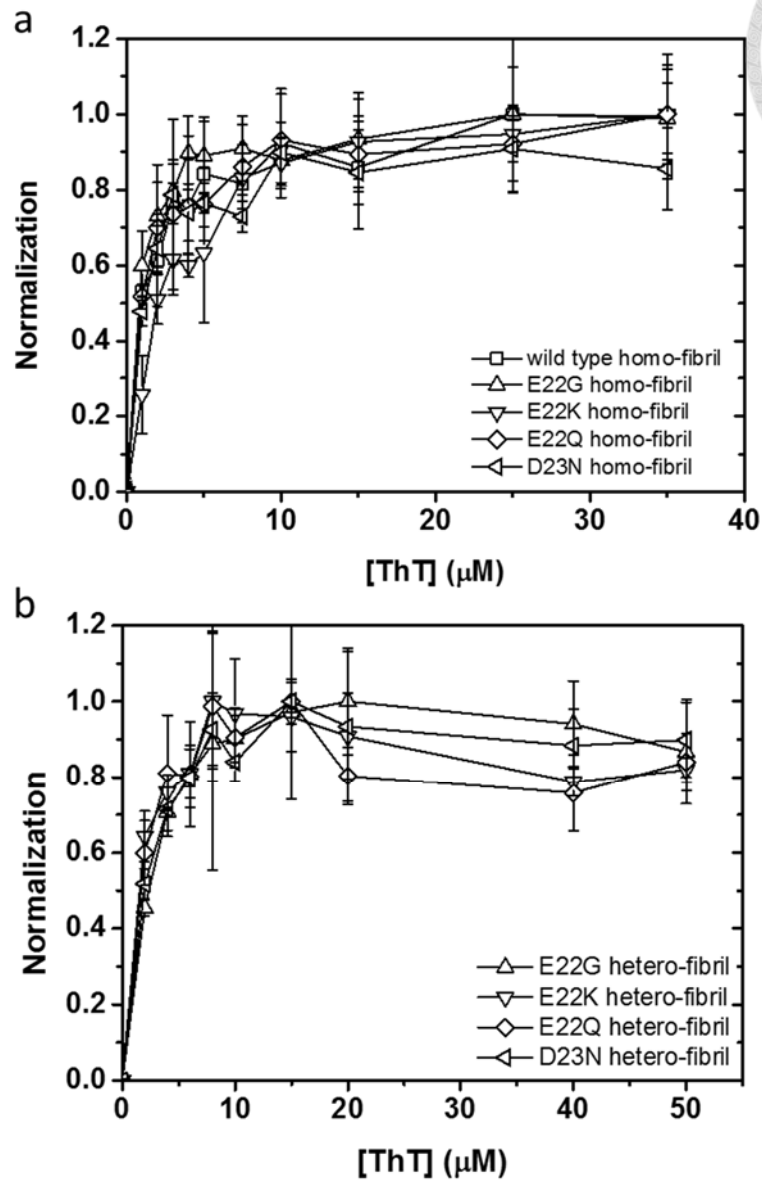 a
1.2
1.0
0.8
0.6
0.4
0.2
0.0
Normalization
wild type homo-fibril
E22G homo-fibril
E22K homo-fibril
E22Q homo-fibril
D23N homo-fibril
0 10 20 30 40
[ThT] (μM)
b
1.2
1.0
0.8
0.6
0.4
0.2
0.0
Normalization
E22G hetero-fibril
E22K hetero-fibril
E22Q hetero-fibril
D23N hetero-fibril
0 10 20 30 40 50
[ThT] (μM)